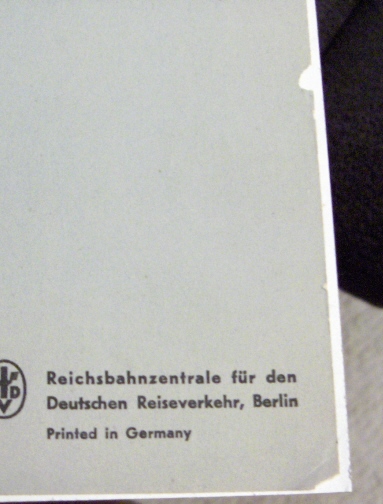 Reichsbahnzentrale für den
Deutschen Reiseverkehr, Berlin
Printed in Germany